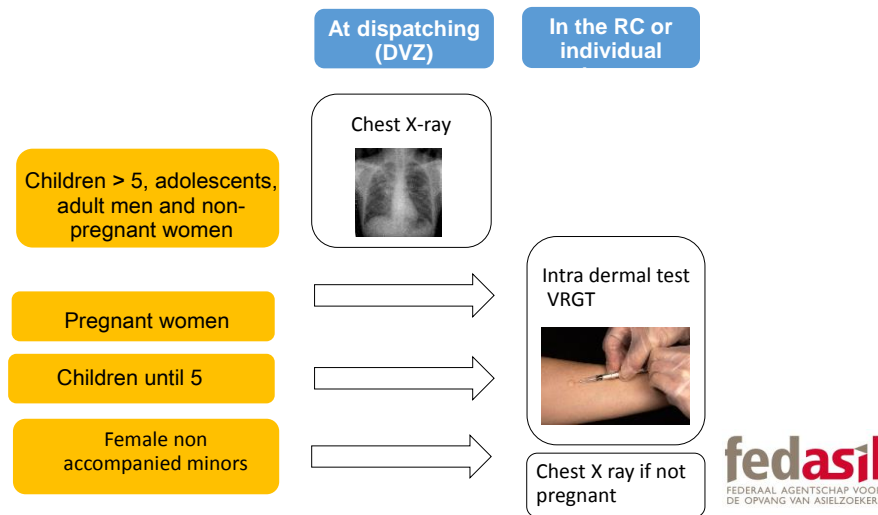 At dispatching
(DVZ)
In the RC or
individual
Chest X-ray
Children > 5, adolescents,
adult men and non-
pregnant women
Intra dermal test
VRGT
Pregnant women
Children until 5
Female non
accompanied minors
Chest X ray if not
pregnant
fedasil
FEDERAAL AGENTSCHAP VOOR
DE OPVANG VAN ASIELZOEKER